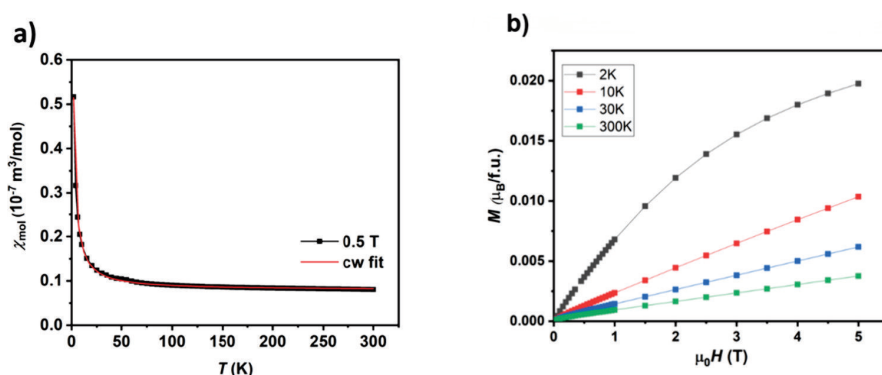 a)
0.6
0.5
0.4
0.3
0.2
0.1
0.0
χmol (10⁻⁷ m³/mol)
0.5 T
cw fit
0 50 100 150 200 250 300
T (K)
b)
0.020
0.015
0.010
0.005
0.000
M (μB/f.u.)
2K
10K
30K
300K
0 1 2 3 4 5
μ₀H (T)